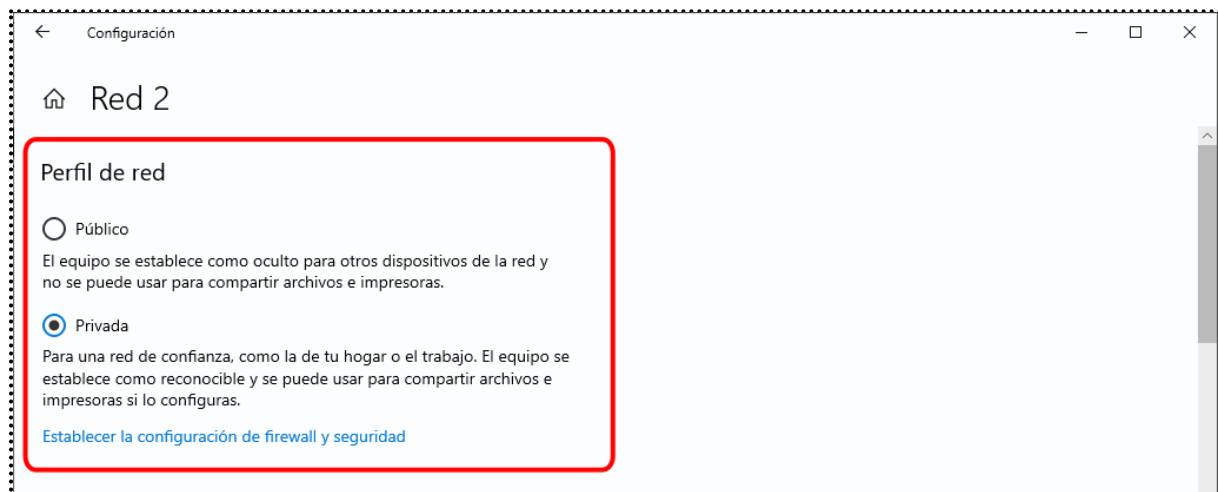 Configuración
Red 2
Perfil de red
Público
El equipo se establece como oculto para otros dispositivos de la red y
no se puede usar para compartir archivos e impresoras.
Privada
Para una red de confianza, como la de tu hogar o el trabajo. El equipo se
establece como reconocible y se puede usar para compartir archivos e
impresoras si lo configuras.
Establecer la configuración de firewall y seguridad